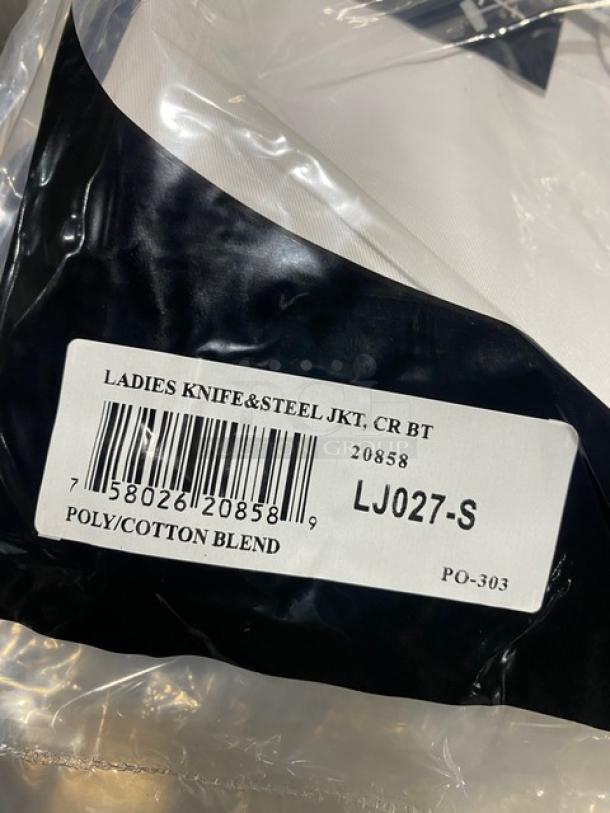 LADIES KNIFE&STEEL JKT, CR BT
20858
7 58026 20858 9
LJ027-S
POLY/COTTON BLEND
PO-303